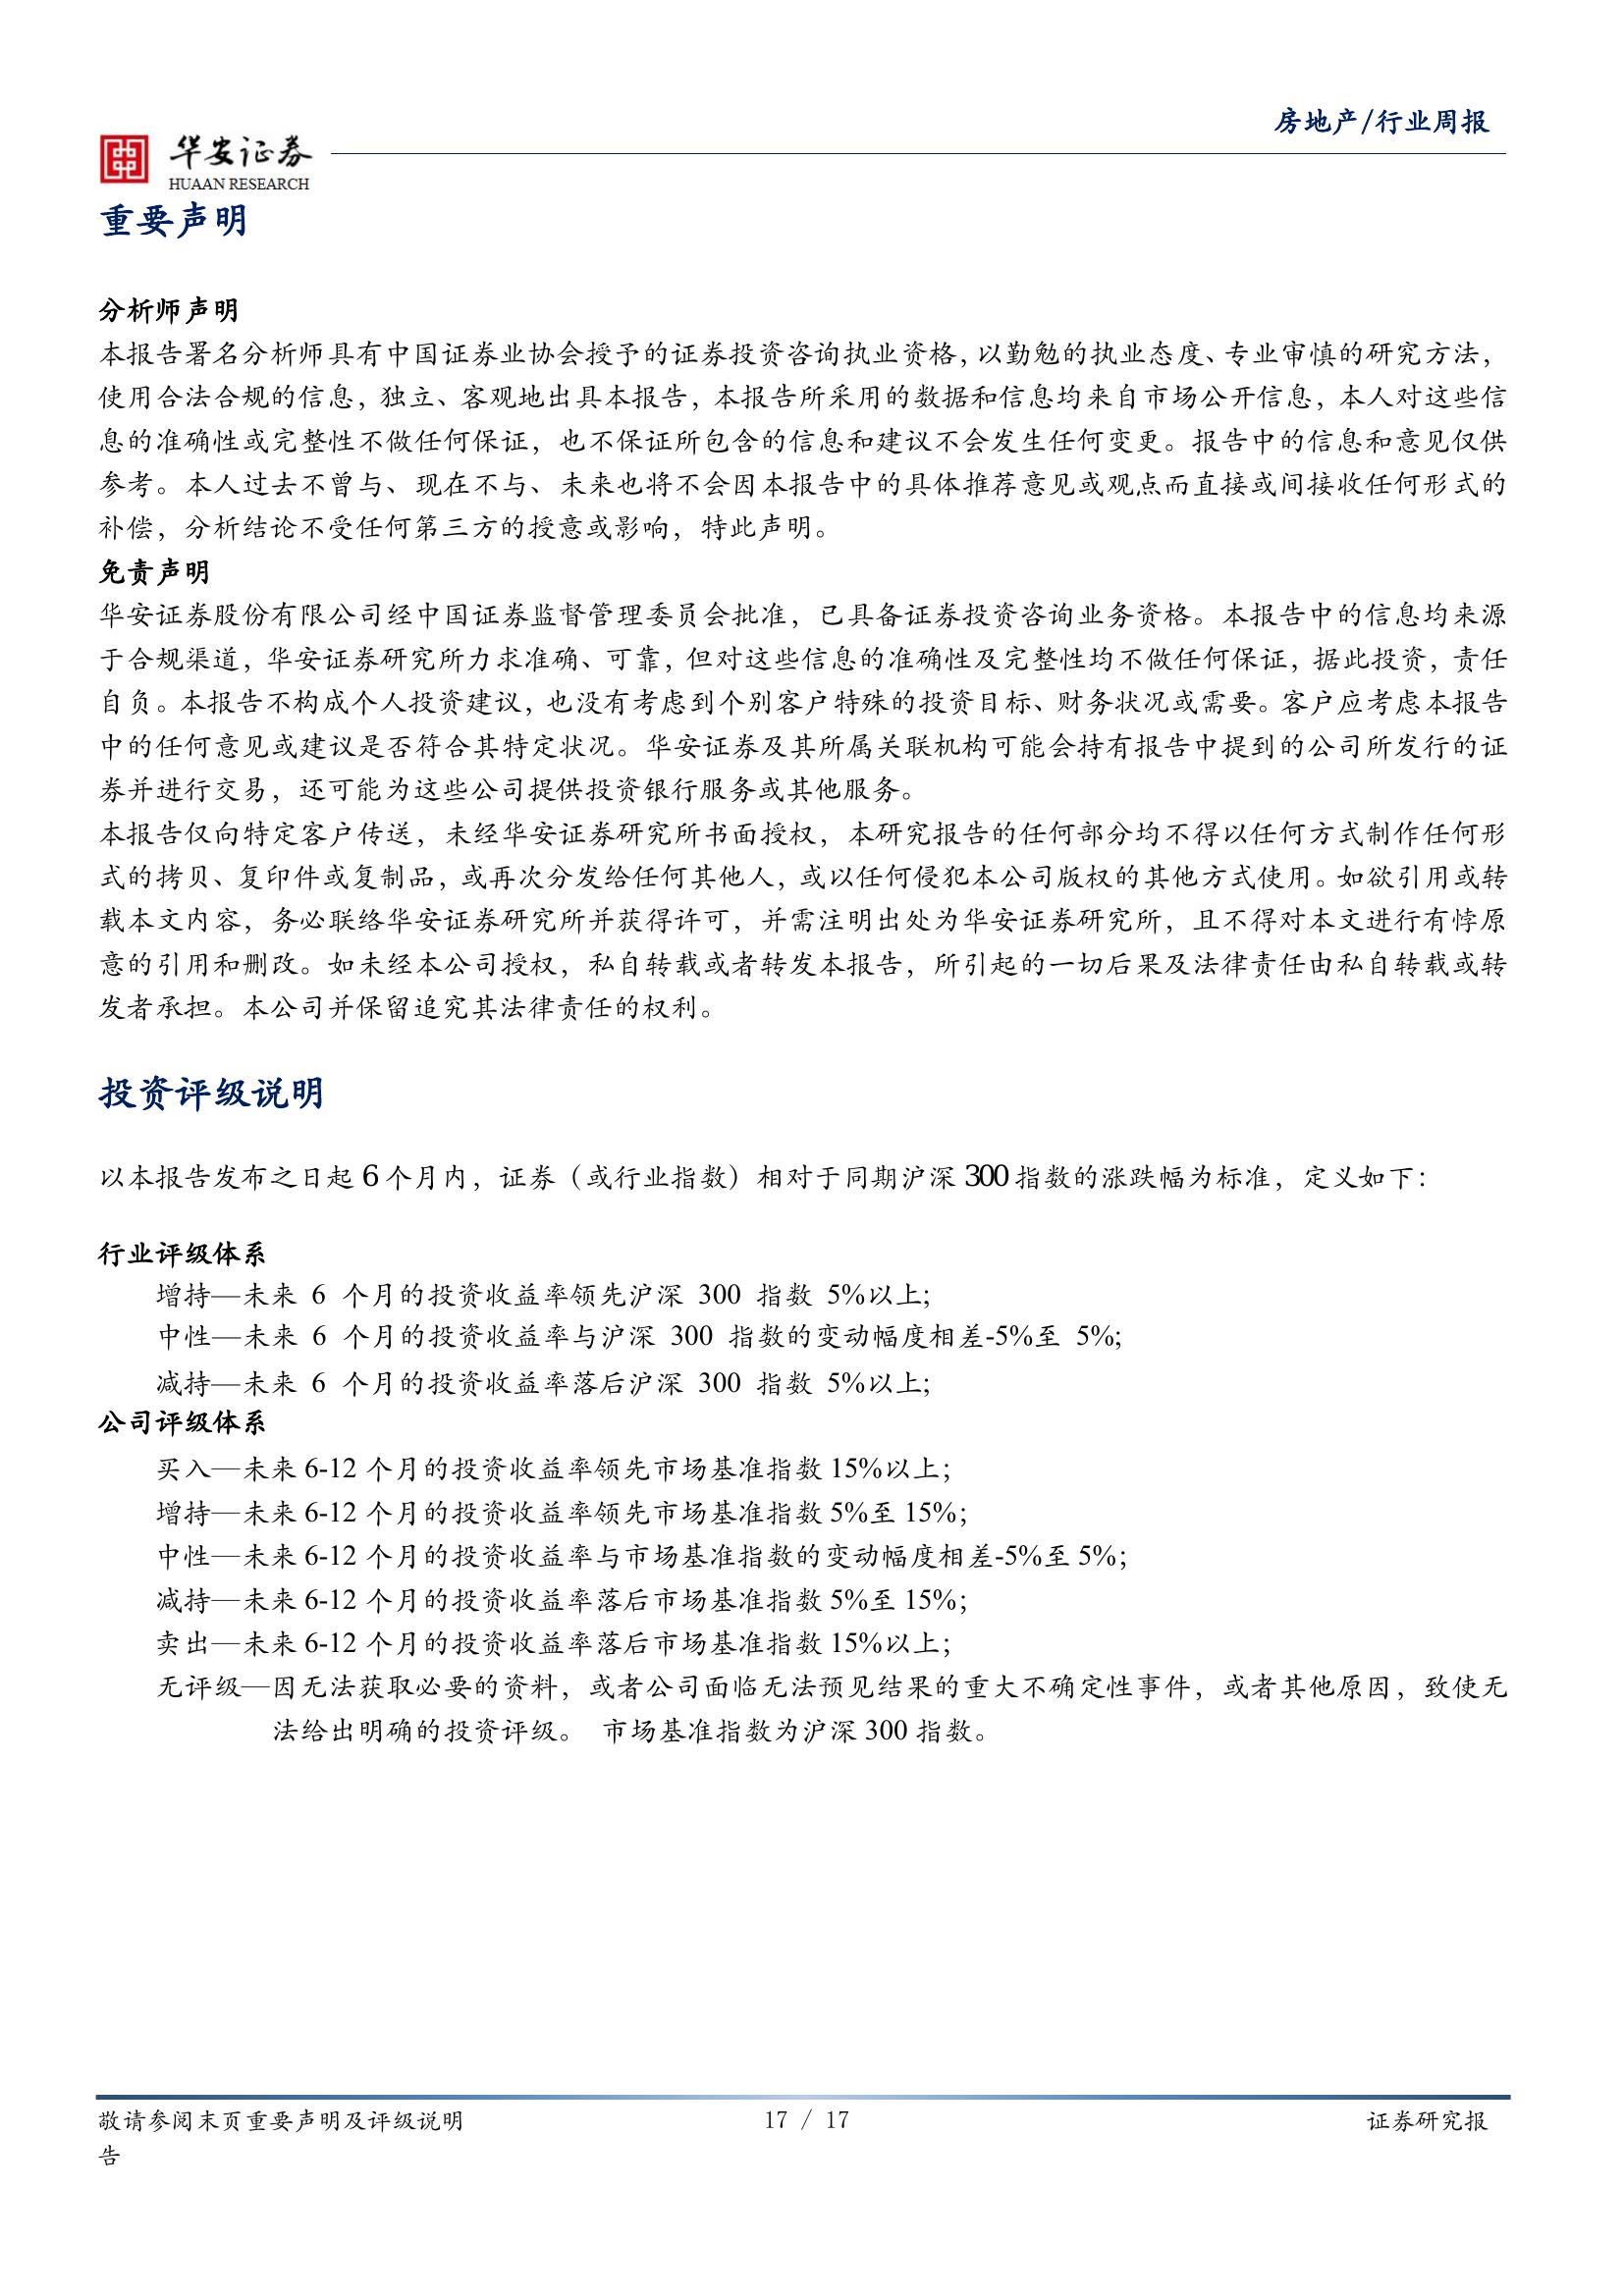 房地产/行业周报
华安证券
HUAAN RESEARCH
重要声明
分析师声明
本报告署名分析师具有中国证券业协会授予的证券投资咨询执业资格，以勤勉的执业态度、专业审慎的研究方法，
使用合法合规的信息，独立、客观地出具本报告，本报告所采用的数据和信息均来自市场公开信息，本人对这些信
息的准确性或完整性不做任何保证，也不保证所包含的信息和建议不会发生任何变更。报告中的信息和意见仅供
参考。本人过去不曾与、现在不与、未来也将不会因本报告中的具体推荐意见或观点而直接或间接收任何形式的
补偿，分析结论不受任何第三方的授意或影响，特此声明。
免责声明
华安证券股份有限公司经中国证券监督管理委员会批准，已具备证券投资咨询业务资格。本报告中的信息均来源
于合规渠道，华安证券研究所力求准确、可靠，但对这些信息的准确性及完整性均不做任何保证，据此投资，责任
自负。本报告不构成个人投资建议，也没有考虑到个别客户特殊的投资目标、财务状况或需要。客户应考虑本报告
中的任何意见或建议是否符合其特定状况。华安证券及其所属关联机构可能会持有报告中提到的公司所发行的证
券并进行交易，还可能为这些公司提供投资银行服务或其他服务。
本报告仅向特定客户传送，未经华安证券研究所书面授权，本研究报告的任何部分均不得以任何方式制作任何形
式的拷贝、复印件或复制品，或再次分发给任何其他人，或以任何侵犯本公司版权的其他方式使用。如欲引用或转
载本文内容，务必联络华安证券研究所并获得许可，并需注明出处为华安证券研究所，且不得对本文进行有悖原
意的引用和删改。如未经本公司授权，私自转载或者转发本报告，所引起的一切后果及法律责任由私自转载或转
发者承担。本公司并保留追究其法律责任的权利。
投资评级说明
以本报告发布之日起 6 个月内，证券（或行业指数）相对于同期沪深 300 指数的涨跌幅为标准，定义如下：
行业评级体系
增持—未来 6 个月的投资收益率领先沪深 300 指数 5%以上;
中性—未来 6 个月的投资收益率与沪深 300 指数的变动幅度相差-5%至 5%;
减持—未来 6 个月的投资收益率落后沪深 300 指数 5%以上;
公司评级体系
买入—未来 6-12 个月的投资收益率领先市场基准指数 15%以上；
增持—未来 6-12 个月的投资收益率领先市场基准指数 5%至 15%；
中性—未来 6-12 个月的投资收益率与市场基准指数的变动幅度相差-5%至 5%；
减持—未来 6-12 个月的投资收益率落后市场基准指数 5%至 15%；
卖出—未来 6-12 个月的投资收益率落后市场基准指数 15%以上；
无评级—因无法获取必要的资料，或者公司面临无法预见结果的重大不确定性事件，或者其他原因，致使无
法给出明确的投资评级。 市场基准指数为沪深 300 指数。
敬请参阅末页重要声明及评级说明 17 / 17 证券研究报
告